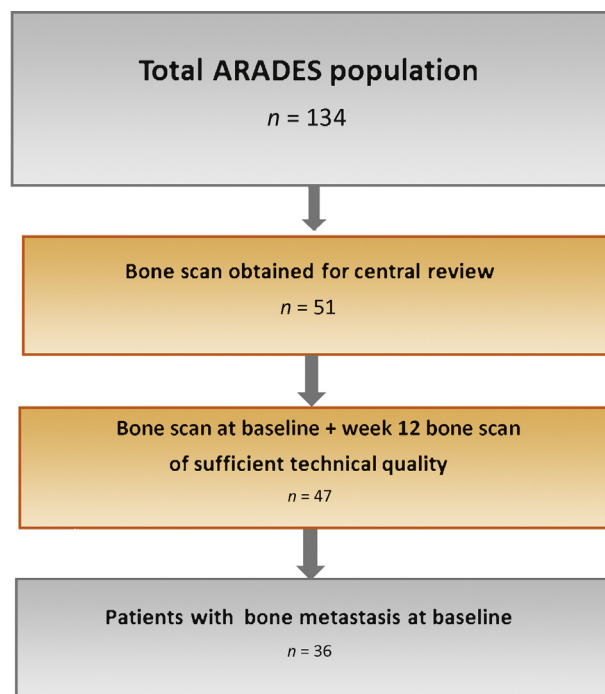 Total ARADES population
n = 134
Bone scan obtained for central review
n = 51
Bone scan at baseline + week 12 bone scan
of sufficient technical quality
n = 47
Patients with bone metastasis at baseline
n = 36